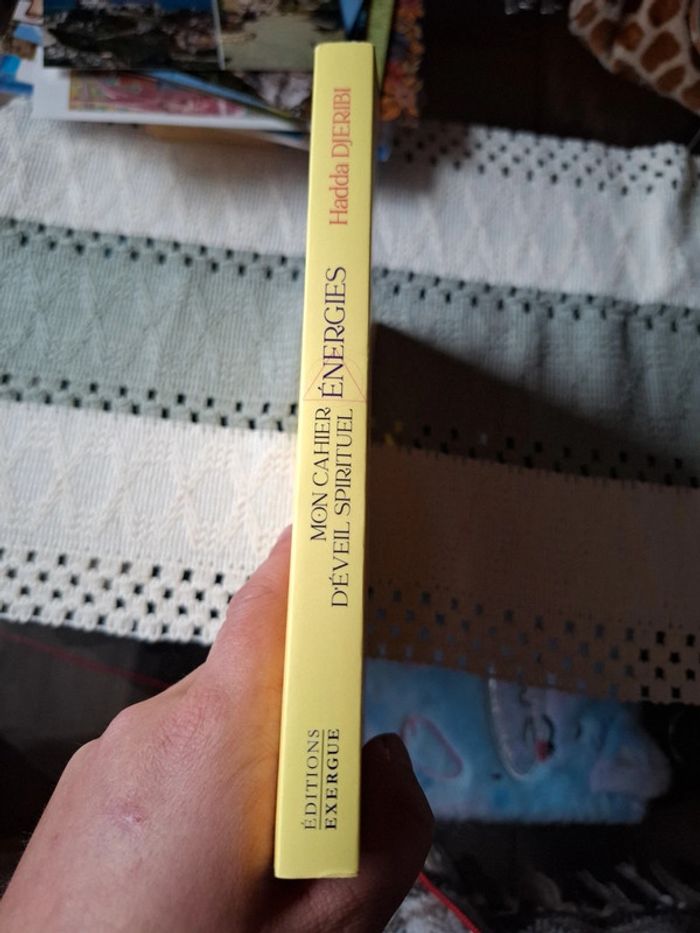 ÉDITIONS
EXERGUE
MON CAHIER
D'ÉVEIL SPIRITUEL
ÉNERGIES
Hadda DJERIBI